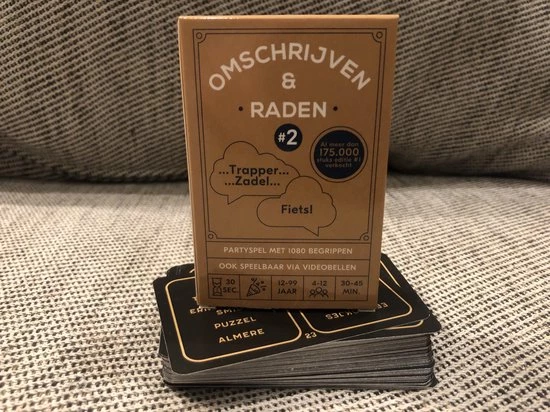 OMSCHRIJVEN
&
RADEN
#2
Al meer dan
175.000
stuks editie #1
verkocht
...Trapper...
...Zadel...
Fiets!
PARTYSPEL MET 1080 BEGRIPPEN
OOK SPEELBAAR VIA VIDEOBELLEN
30
SEC.
12-99
JAAR
4-12
30-45
MIN.
PUZZEL
ALMERE
23